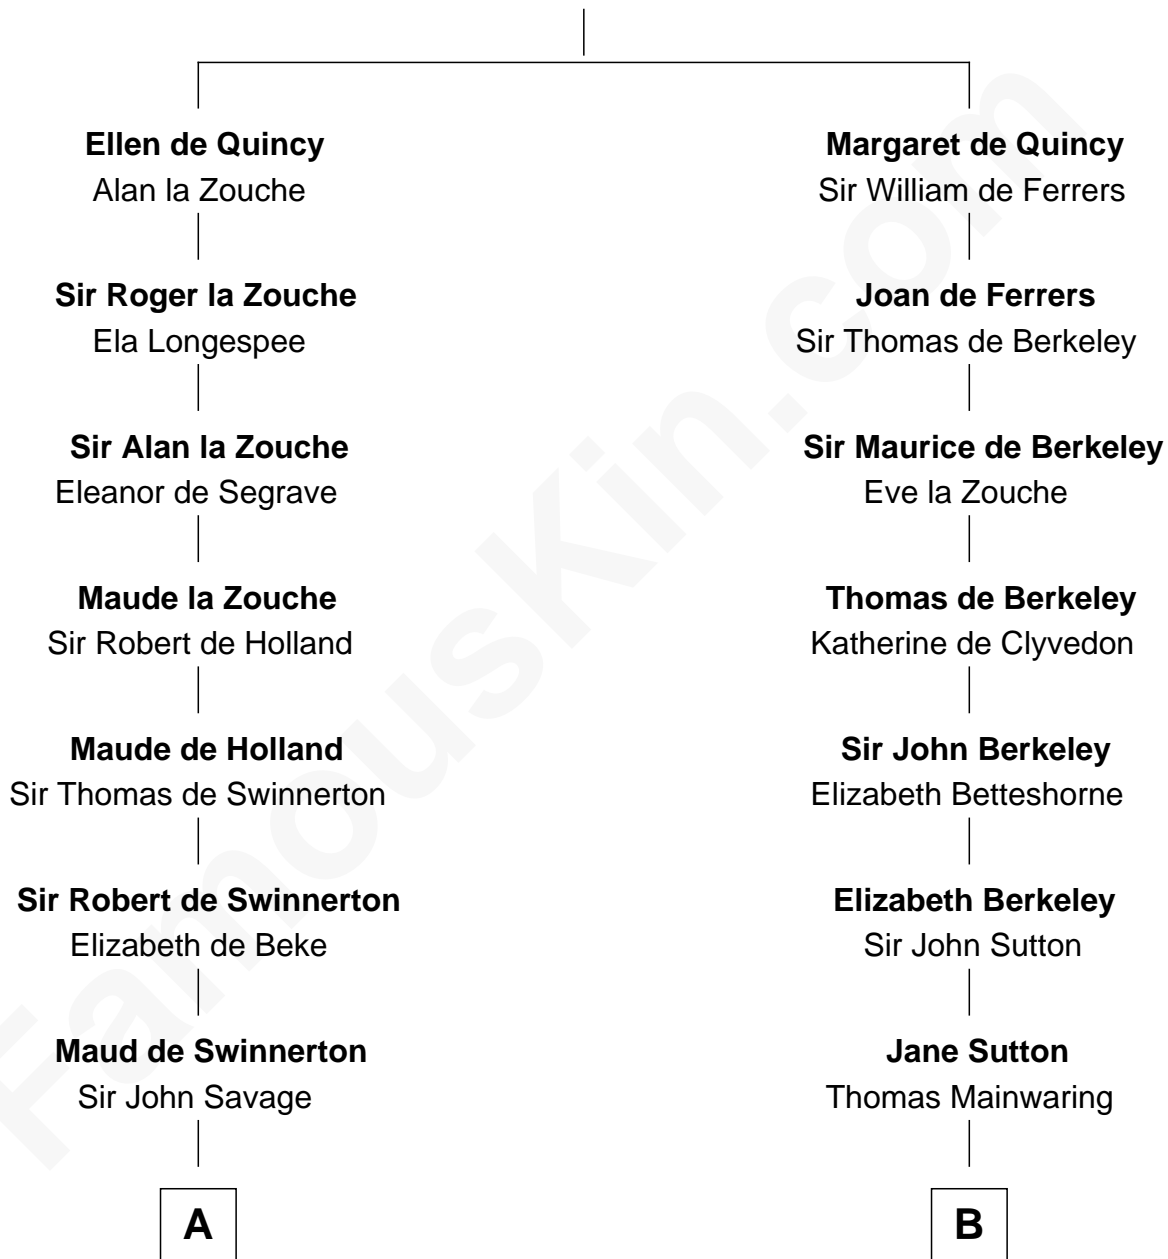 Ellen de Quincy
Alan la Zouche
Sir Roger la Zouche
Ela Longespee
Sir Alan la Zouche
Eleanor de Segrave
Maude la Zouche
Sir Robert de Holland
Maude de Holland
Sir Thomas de Swinnerton
Sir Robert de Swinnerton
Elizabeth de Beke
Maud de Swinnerton
Sir John Savage
A
Margaret de Quincy
Sir William de Ferrers
Joan de Ferrers
Sir Thomas de Berkeley
Sir Maurice de Berkeley
Eve la Zouche
Thomas de Berkeley
Katherine de Clyvedon
Sir John Berkeley
Elizabeth Betteshorne
Elizabeth Berkeley
Sir John Sutton
Jane Sutton
Thomas Mainwaring
B
FamousKin.com